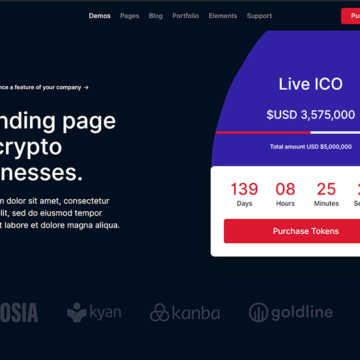 Demos Pages Blog Portfolio Elements Support Pu
nce a feature of your company →
nding page
crypto
nesses.
m dolor sit amet, consectetur
lit, sed do eiusmod tempor
t labore et dolore magna aliqua.
Live ICO
$USD 3,575,000
Total amount USD $5,000,000
139 08 25
Days Hours Minutes Se
Purchase Tokens
OSIA kyan kanba goldline